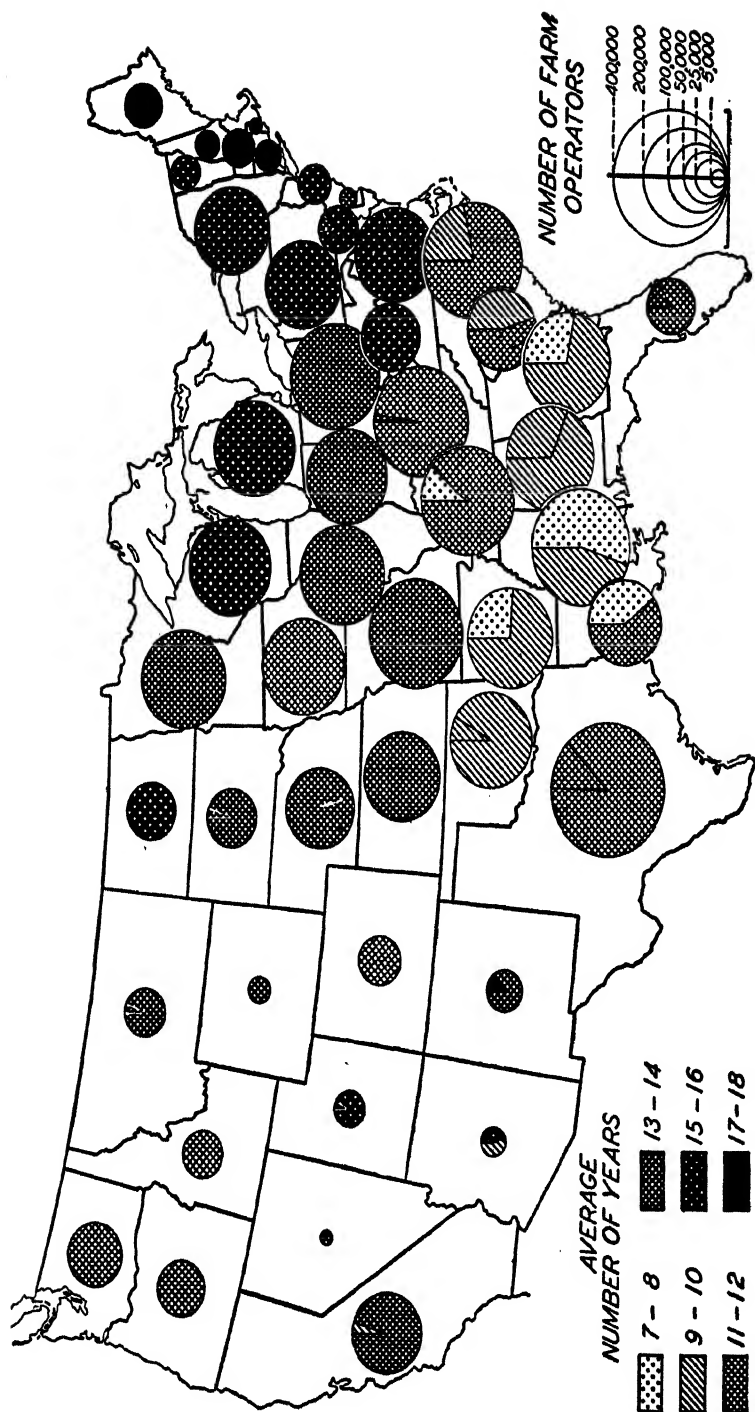 AVERAGE
NUMBER OF YEARS
7 - 8
9 - 10
11 - 12
13 - 14
15 - 16
17 - 18
NUMBER OF FARM
OPERATORS
400,000
200,000
100,000
50,000
25,000
5,000